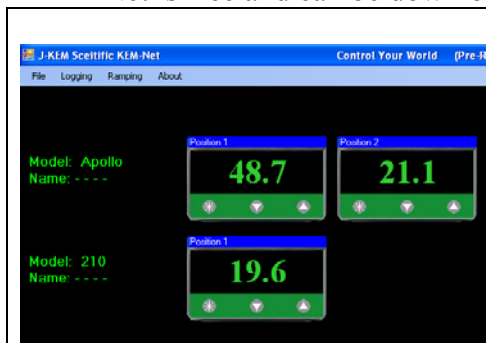 J-KEM Sceitific KEM-Net Control Your World (Pre-R
File Logging Ramping About
Position 1 Position 2
Model: Apollo
Name: - - - -
48.7 21.1
Position 1
Model: 210
Name: - - - -
19.6